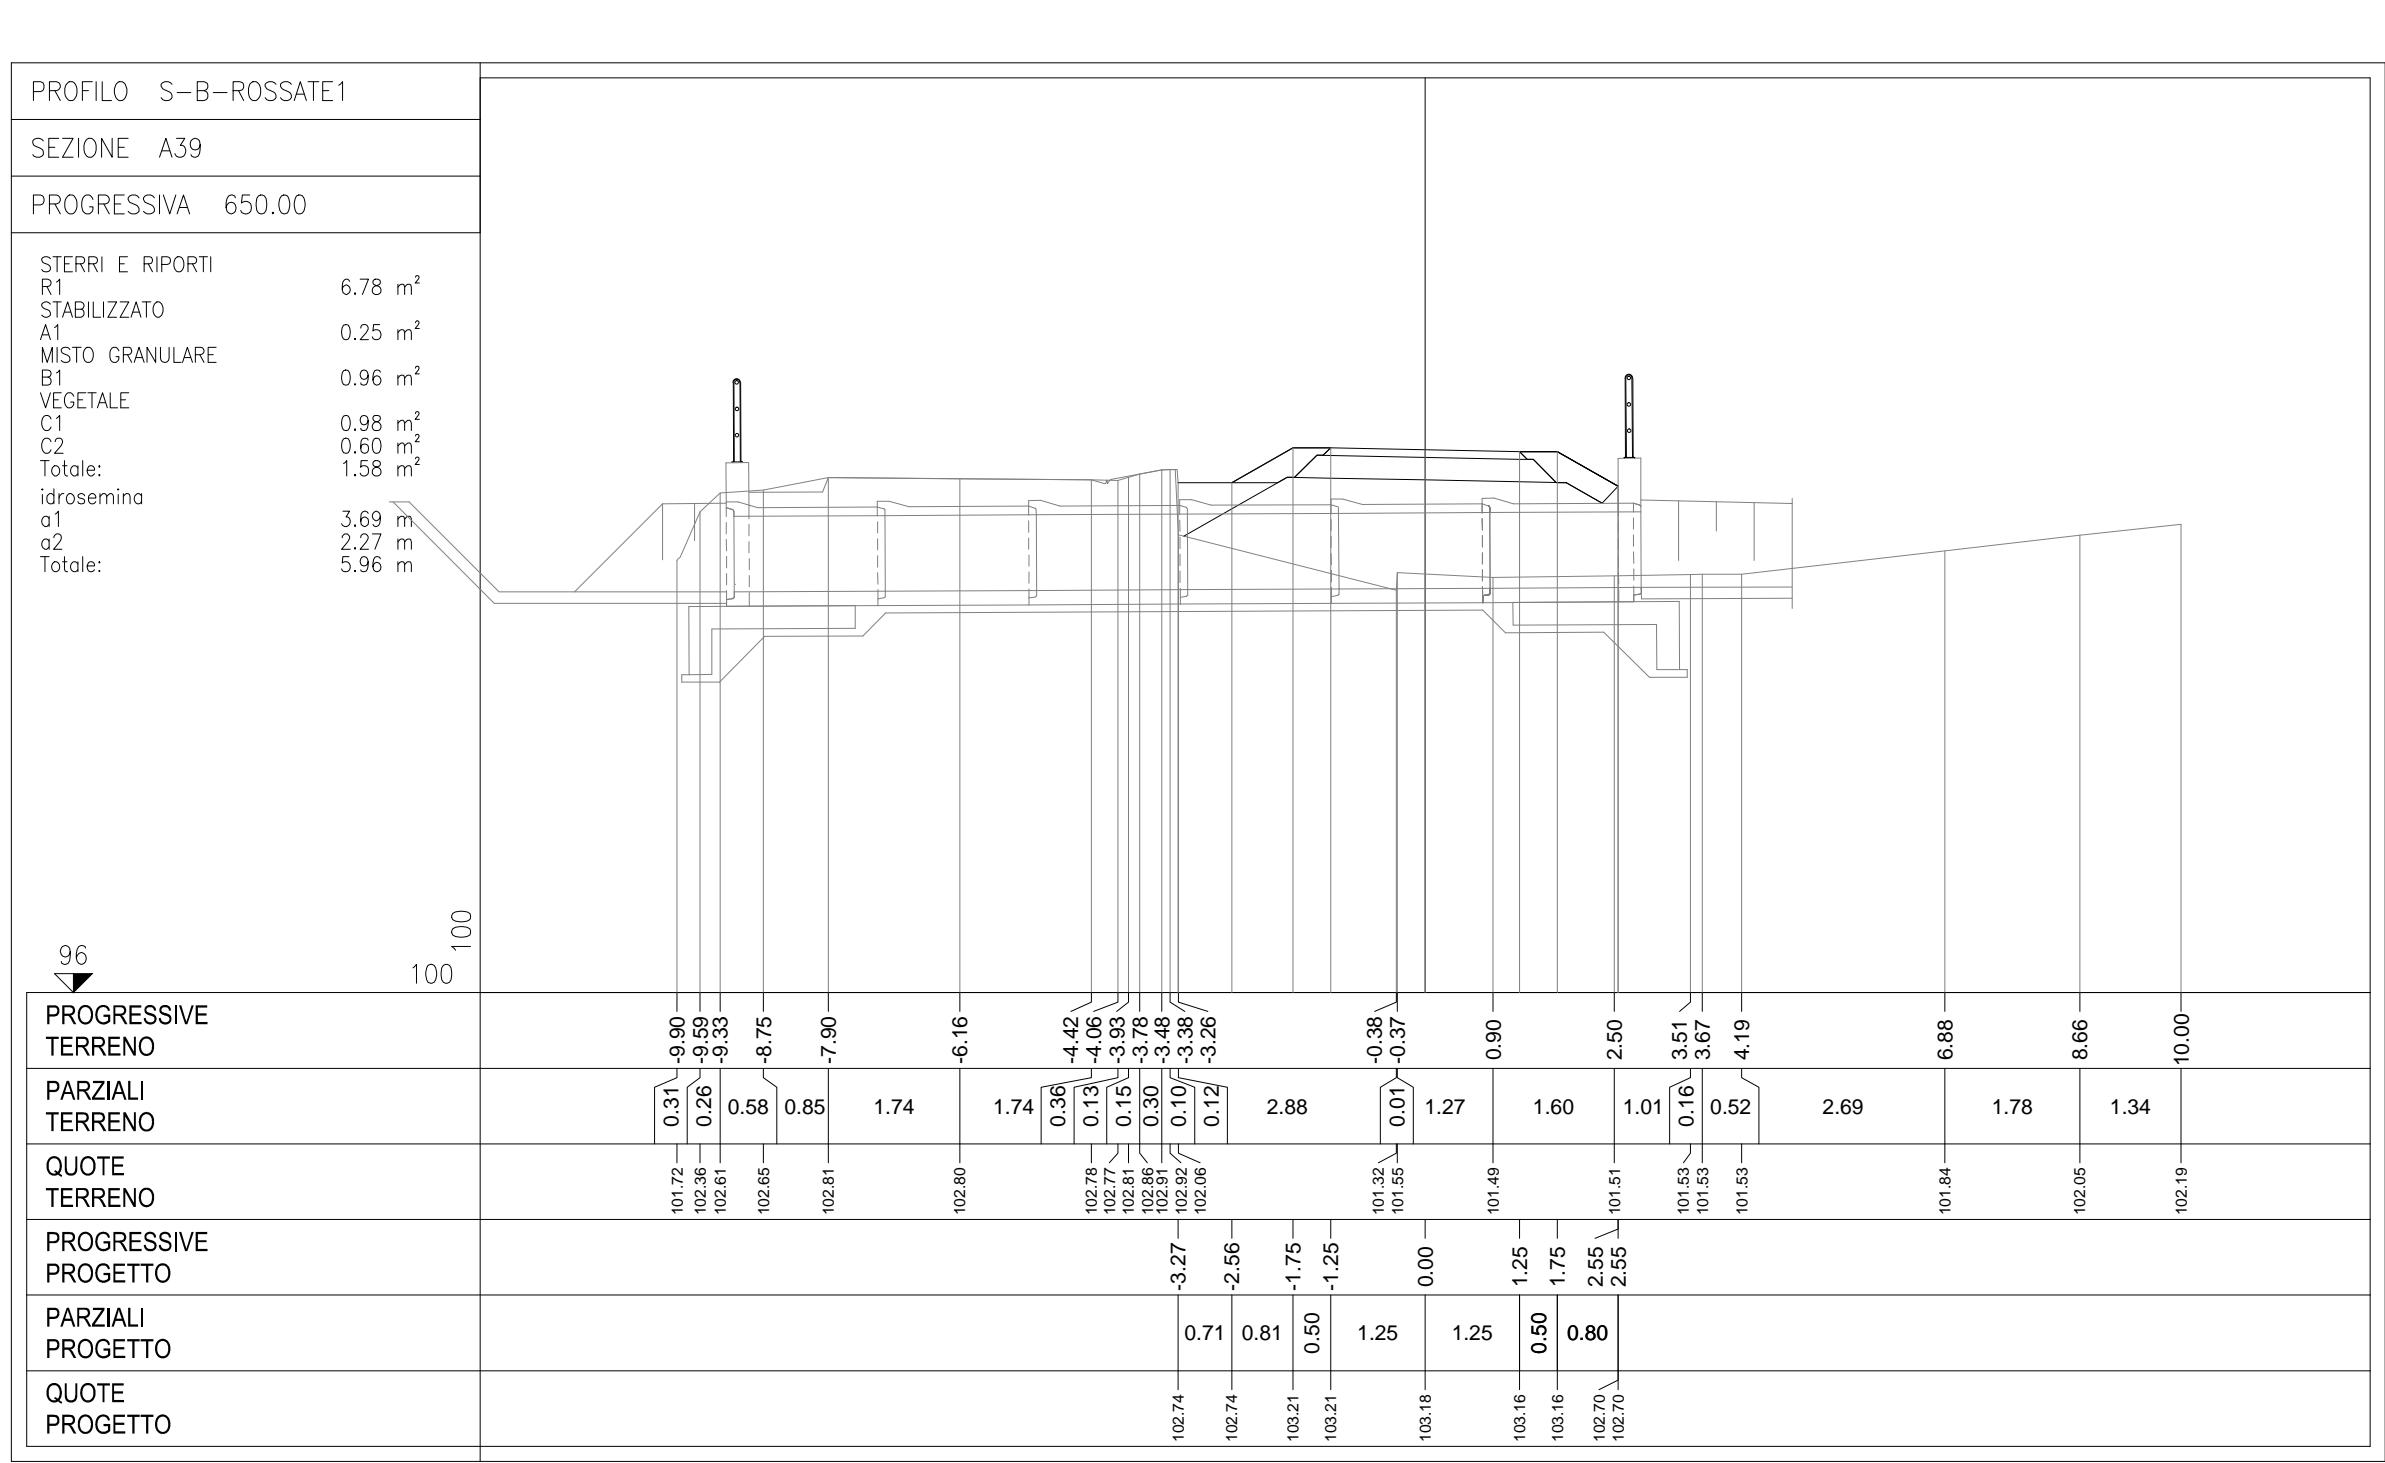 PROFILO S-B-ROSSATE1
SEZIONE A39
PROGRESSIVA 650.00
STERRI E RIPORTI
R1 6.78 m²
STABILIZZATO
A1 0.25 m²
MISTO GRANULARE
B1 0.96 m²
VEGETALE
C1 0.98 m²
C2 0.60 m²
Totale: 1.58 m²
idrosemina
a1 3.69 m
a2 2.27 m
Totale: 5.96 m
100
96
100
PROGRESSIVE
TERRENO
-9.90 -9.59 -9.33 -8.75 -7.90 -6.16 -4.42 -4.06 -3.93 -3.78 -3.48 -3.38 -3.26 -0.38 -0.37 0.90 2.50 3.51 3.67 4.19 6.88 8.66 10.00
PARZIALI
TERRENO
0.31 0.26 0.58 0.85 1.74 1.74 0.36 0.13 0.15 0.30 0.10 0.12 2.88 0.01 1.27 1.60 1.01 0.16 0.52 2.69 1.78 1.34
QUOTE
TERRENO
101.72 102.36 102.61 102.65 102.81 102.80 102.78 102.77 102.81 102.86 102.91 102.92 102.06 101.32 101.55 101.49 101.51 101.53 101.53 101.53 101.84 102.05 102.19
PROGRESSIVE
PROGETTO
-3.27 -2.56 -1.75 -1.25 0.00 1.25 1.75 2.55 2.55
PARZIALI
PROGETTO
0.71 0.81 0.50 1.25 1.25 0.50 0.80
QUOTE
PROGETTO
102.74 102.74 103.21 103.21 103.18 103.16 103.16 102.70 102.70